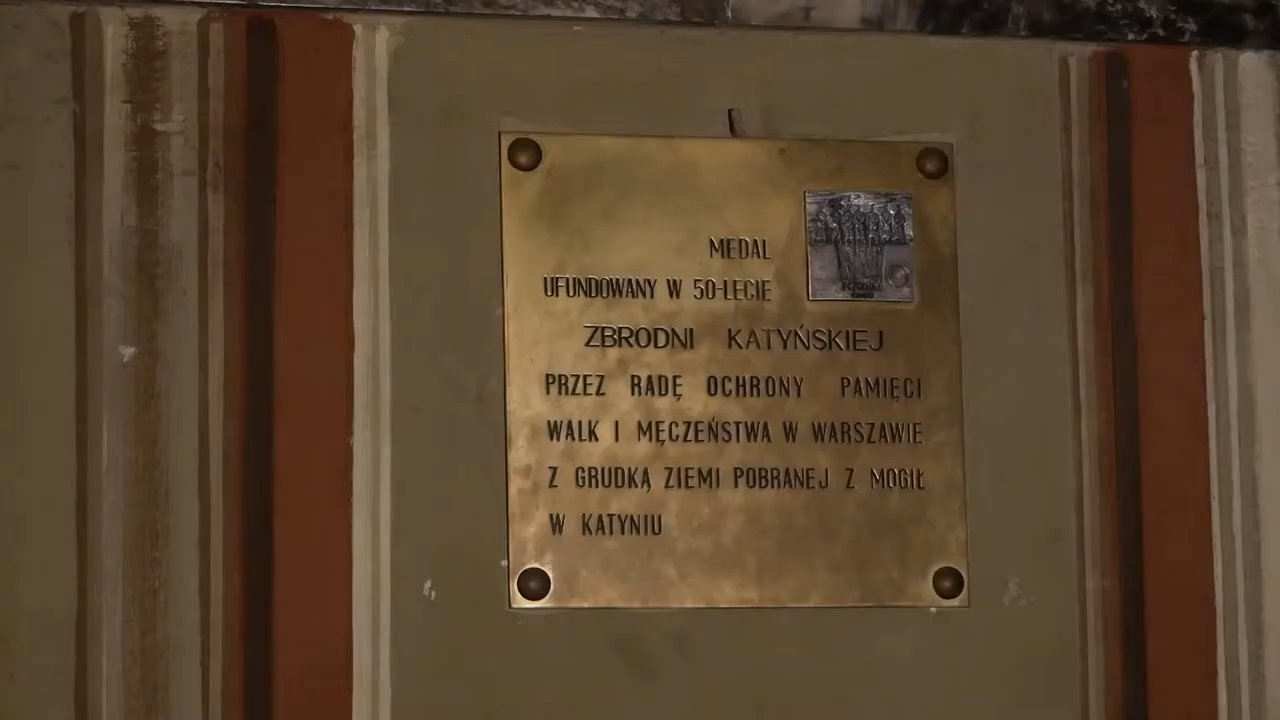 MEDAL
UFUNDOWANY W 50-LECIE
ZBRODNI KATYŃSKIEJ
PRZEZ RADĘ OCHRONY PAMIĘCI
WALK I MĘCZEŃSTWA W WARSZAWIE
Z GRUDKĄ ZIEMI POBRANEJ Z MOGIŁ
W KATYNIU